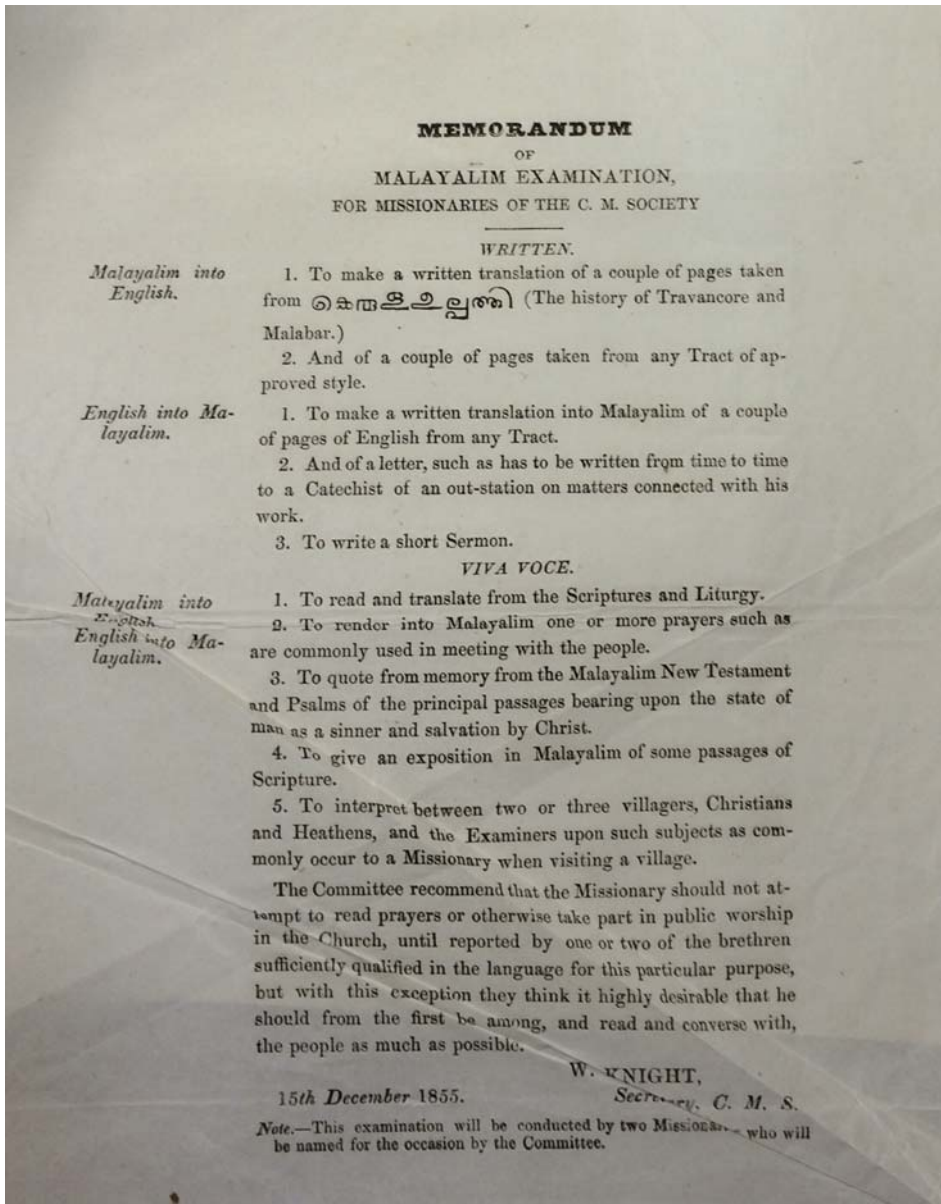 MEMORANDUM
OF
MALAYALIM EXAMINATION,
FOR MISSIONARIES OF THE C. M. SOCIETY
WRITTEN.
Malayalim into
English.
1. To make a written translation of a couple of pages taken
from കെരളഉല്പത്തി (The history of Travancore and
Malabar.)
2. And of a couple of pages taken from any Tract of ap-
proved style.
English into Ma-
layalim.
1. To make a written translation into Malayalim of a couple
of pages of English from any Tract.
2. And of a letter, such as has to be written from time to time
to a Catechist of an out-station on matters connected with his
work.
3. To write a short Sermon.
VIVA VOCE.
Malayalim into
English
English into Ma-
layalim.
1. To read and translate from the Scriptures and Liturgy.
2. To render into Malayalim one or more prayers such as
are commonly used in meeting with the people.
3. To quote from memory from the Malayalim New Testament
and Psalms of the principal passages bearing upon the state of
man as a sinner and salvation by Christ.
4. To give an exposition in Malayalim of some passages of
Scripture.
5. To interpret between two or three villagers, Christians
and Heathens, and the Examiners upon such subjects as com-
monly occur to a Missionary when visiting a village.
The Committee recommend that the Missionary should not at-
tempt to read prayers or otherwise take part in public worship
in the Church, until reported by one or two of the brethren
sufficiently qualified in the language for this particular purpose,
but with this exception they think it highly desirable that he
should from the first be among, and read and converse with,
the people as much as possible.
W. KNIGHT,
15th December 1855.
Secretary, C. M. S.
Note.—This examination will be conducted by two Missionaries who will
be named for the occasion by the Committee.